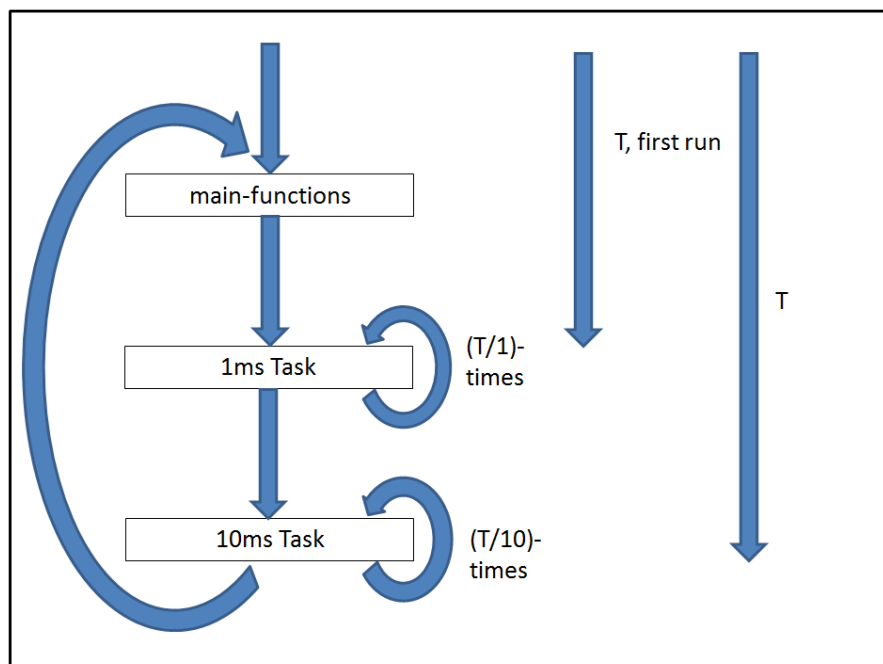 T, first run
main-functions
T
1ms Task
(T/1)-
times
10ms Task
(T/10)-
times